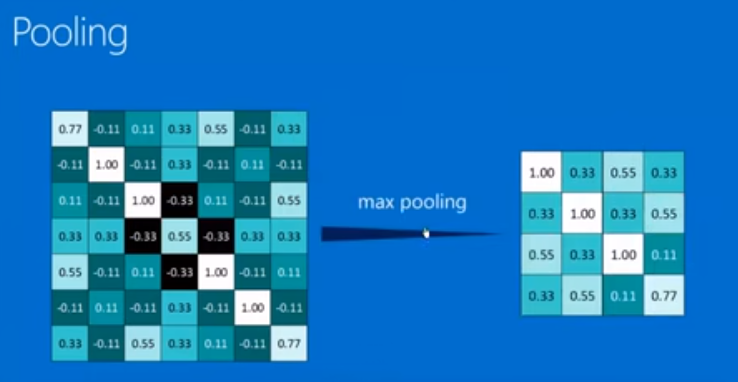 Pooling
0.77 -0.11 0.11 0.33 0.55 -0.11 0.33
-0.11 1.00 -0.11 0.33 -0.11 0.11 -0.11
0.11 -0.11 1.00 -0.33 0.11 -0.11 0.55
0.33 0.33 -0.33 0.55 -0.33 0.33 0.33
0.55 -0.11 0.11 -0.33 1.00 -0.11 0.11
-0.11 0.11 -0.11 0.33 -0.11 1.00 -0.11
0.33 -0.11 0.55 0.33 0.11 -0.11 0.77
max pooling
1.00 0.33 0.55 0.33
0.33 1.00 0.33 0.55
0.55 0.33 1.00 0.11
0.33 0.55 0.11 0.77